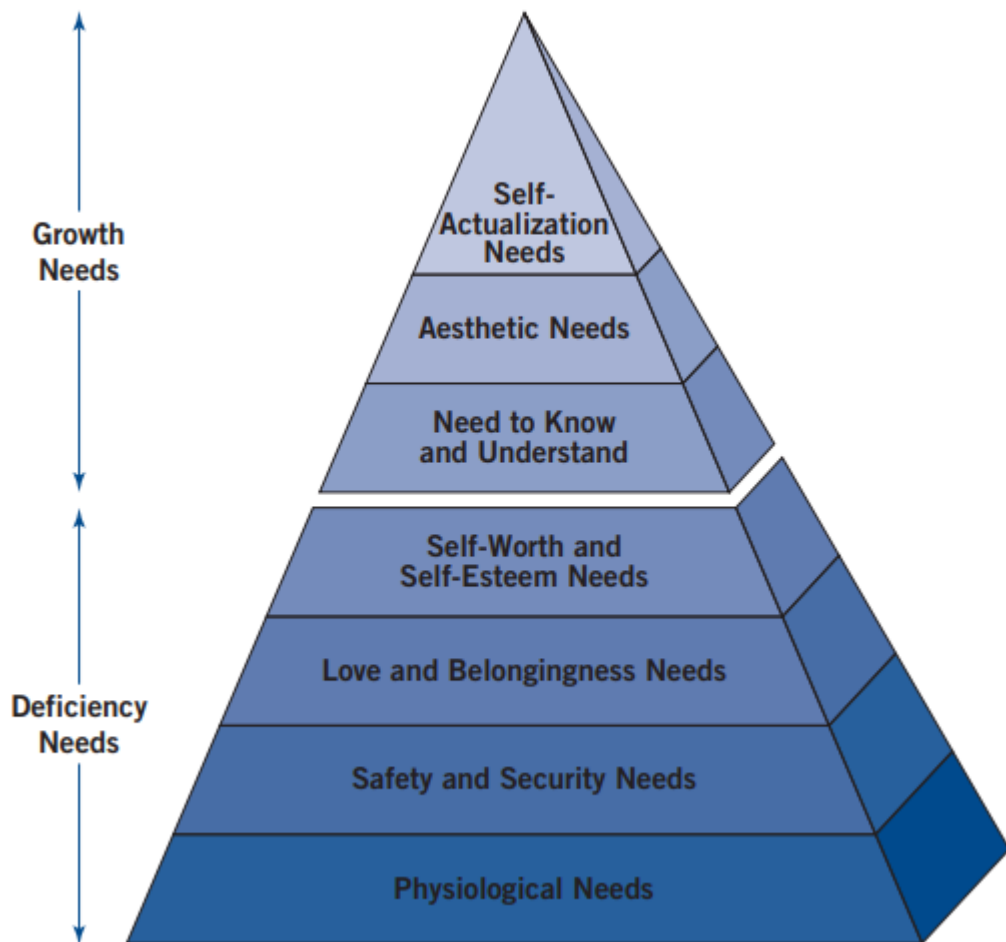 Self-
Actualization
Needs
Growth
Needs
Aesthetic Needs
Need to Know
and Understand
Self-Worth and
Self-Esteem Needs
Love and Belongingness Needs
Deficiency
Needs
Safety and Security Needs
Physiological Needs